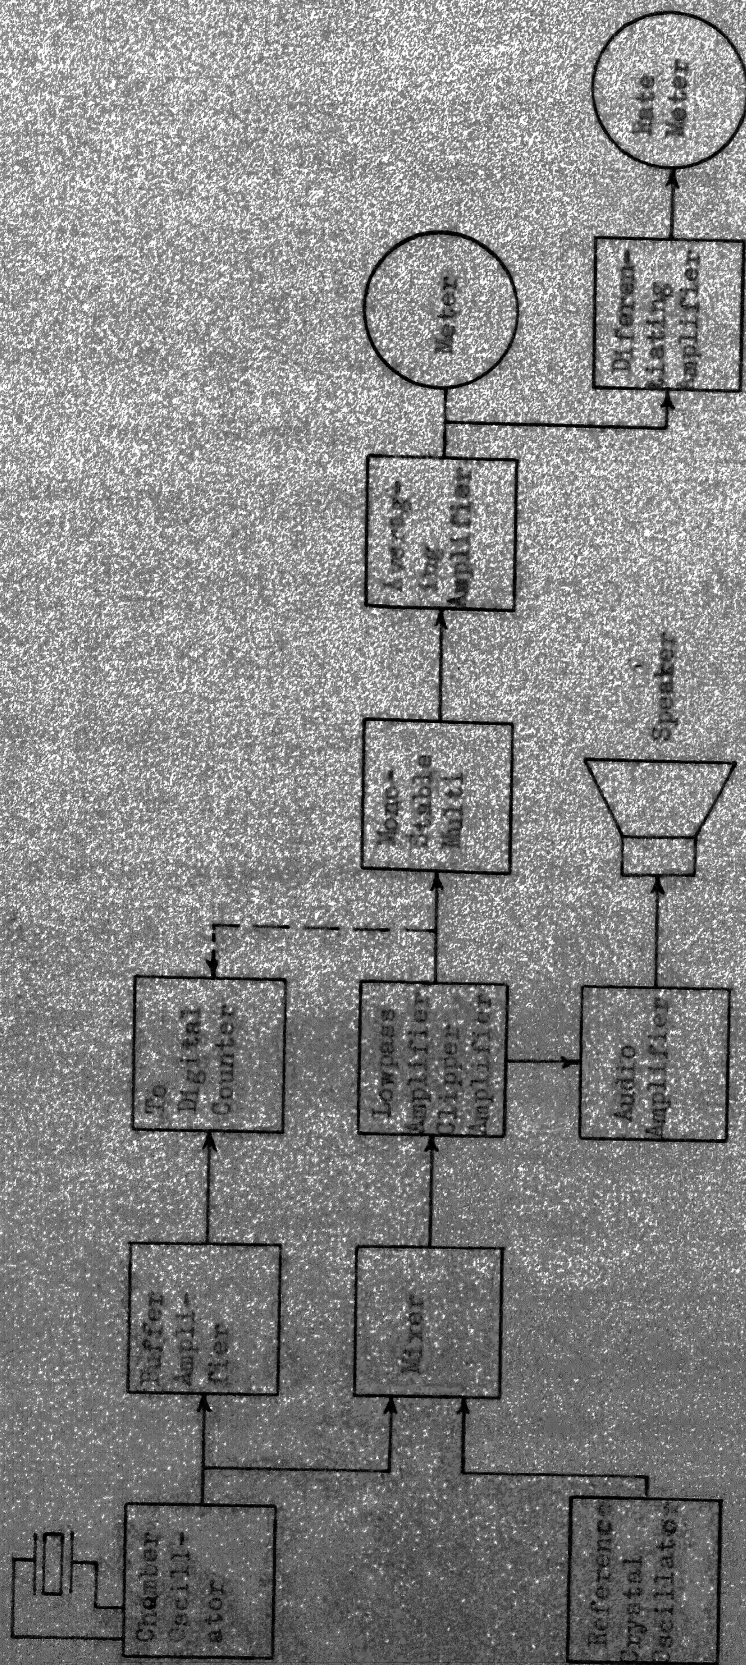 Chamber
Oscill-
ator
Buffer
Ampli-
fier
To
Digital
Counter
Reference
Crystal
Oscillator
Mixer
Lowpass
Amplifier
Clipper
Amplifier
Audio
Amplifier
Speaker
Mono-
Stable
Multi
Averag-
ing
Amplifier
Meter
Diferen-
tiating
Amplifier
Rate
Meter